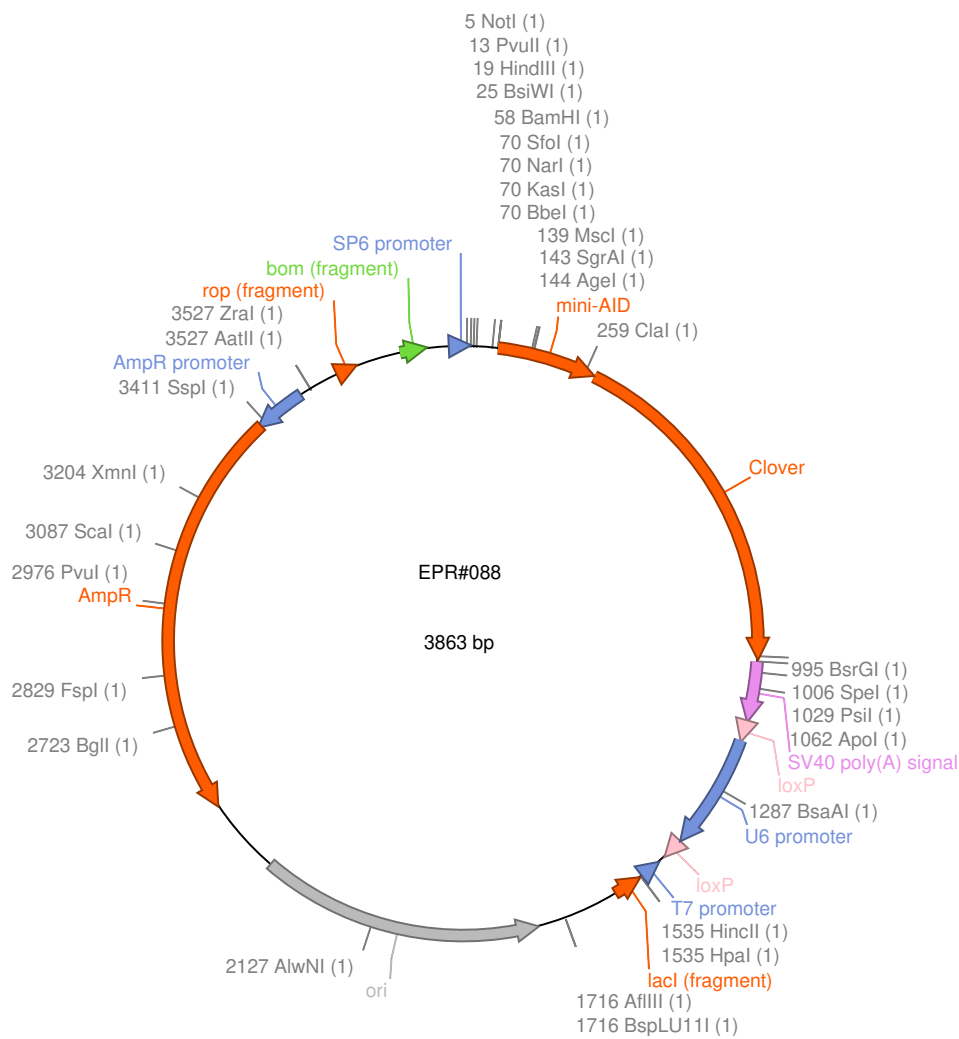 5 NotI (1)
13 PvuII (1)
19 HindIII (1)
25 BsiWI (1)
58 BamHI (1)
70 SfoI (1)
70 NarI (1)
70 KasI (1)
70 BbeI (1)
139 MscI (1)
143 SgrAI (1)
144 AgeI (1)
mini-AID
259 ClaI (1)
Clover
995 BsrGI (1)
1006 SpeI (1)
1029 PsiI (1)
1062 ApoI (1)
SV40 poly(A) signal
loxP
1287 BsaAI (1)
U6 promoter
loxP
T7 promoter
1535 HincII (1)
1535 HpaI (1)
lacI (fragment)
1716 AflIII (1)
1716 BspLU11I (1)
ori
2127 AlwNI (1)
2723 BglI (1)
2829 FspI (1)
AmpR
2976 PvuI (1)
3087 ScaI (1)
3204 XmnI (1)
3411 SspI (1)
AmpR promoter
3527 AatII (1)
3527 ZraI (1)
rop (fragment)
bom (fragment)
SP6 promoter
EPR#088
3863 bp